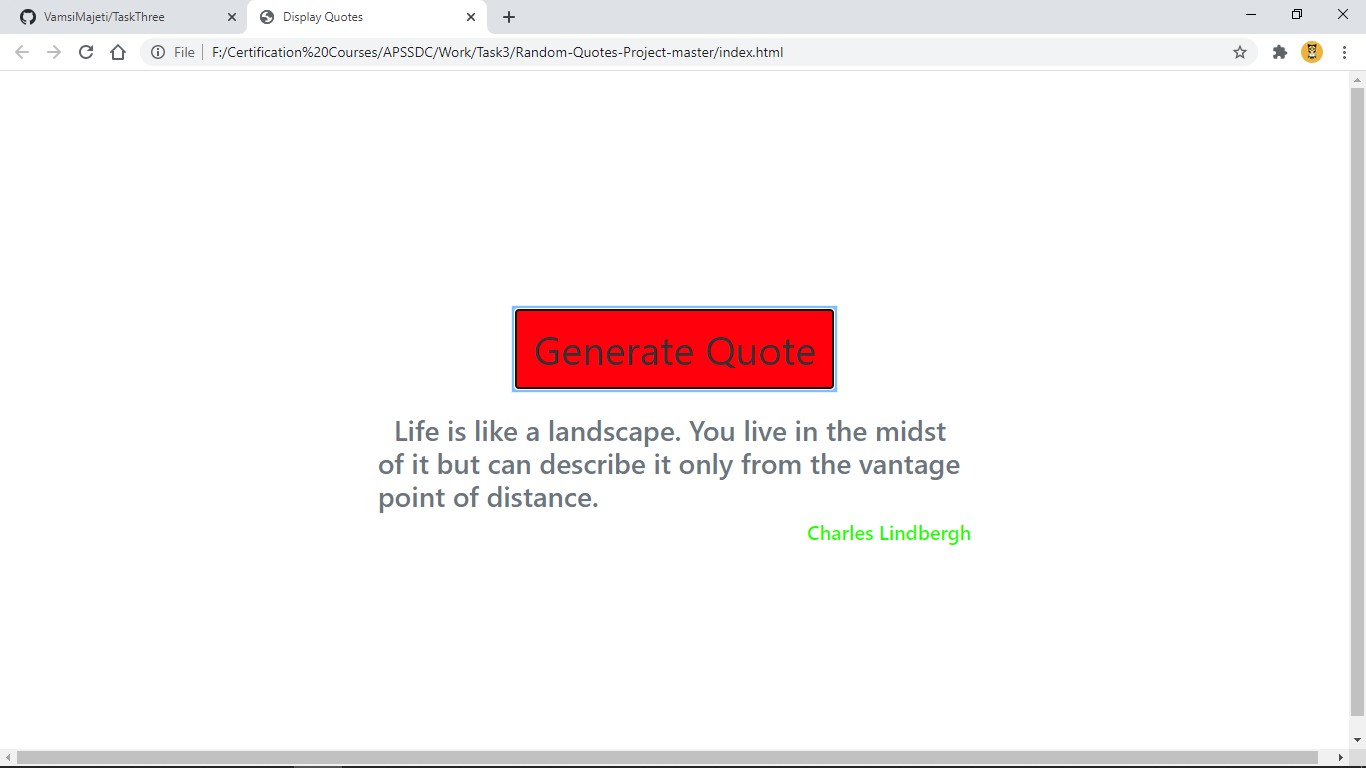 VamsiMajeti/TaskThree
Display Quotes
File
F:/Certification%20Courses/APSSDC/Work/Task3/Random-Quotes-Project-master/index.html
Generate Quote
Life is like a landscape. You live in the midst
of it but can describe it only from the vantage
point of distance.
Charles Lindbergh